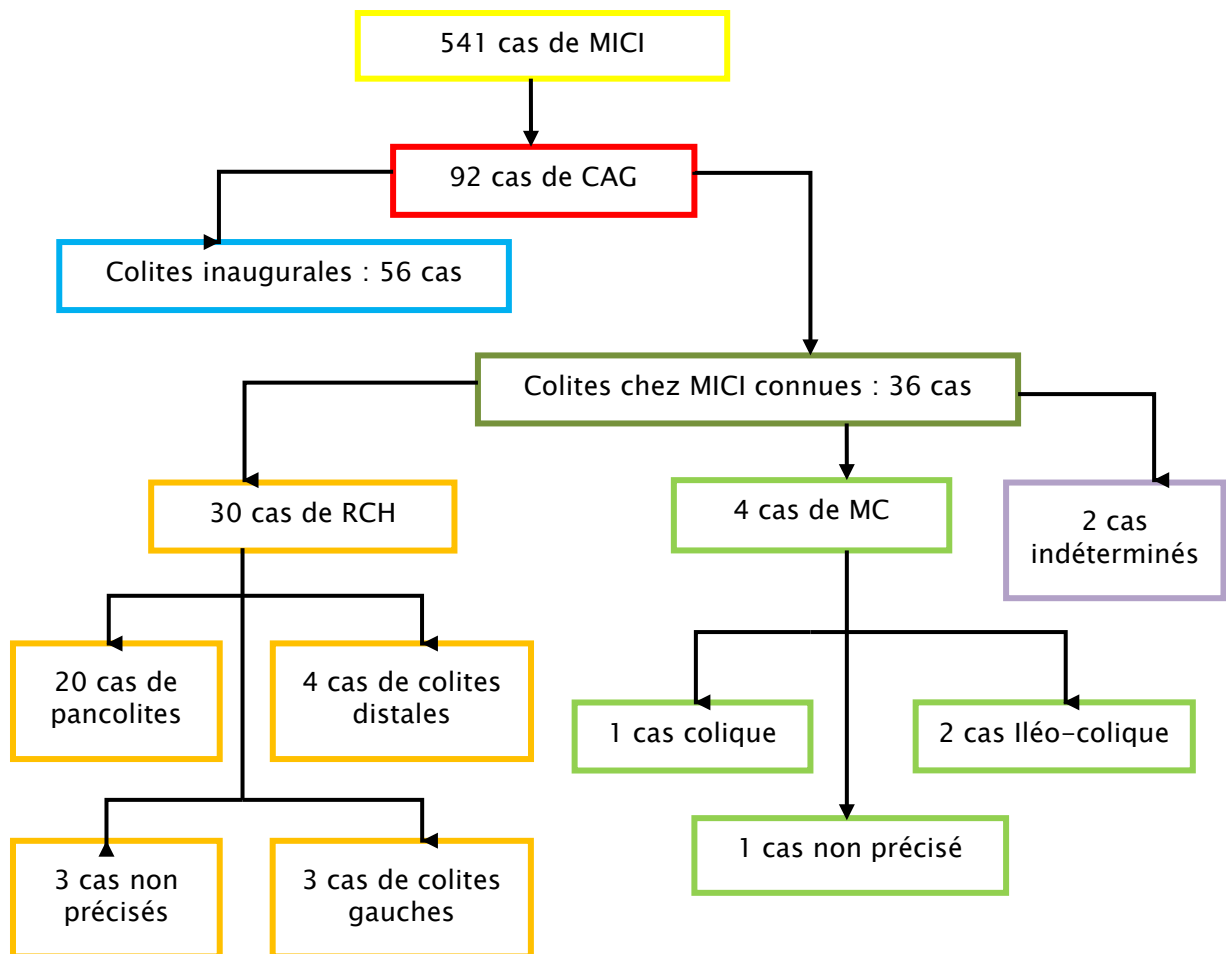 541 cas de MICI
92 cas de CAG
Colites inaugurales : 56 cas
Colites chez MICI connues : 36 cas
30 cas de RCH
4 cas de MC
2 cas
indéterminés
20 cas de
pancolites
4 cas de colites
distales
1 cas colique
2 cas Iléo-colique
3 cas non
précisés
3 cas de colites
gauches
1 cas non précisé